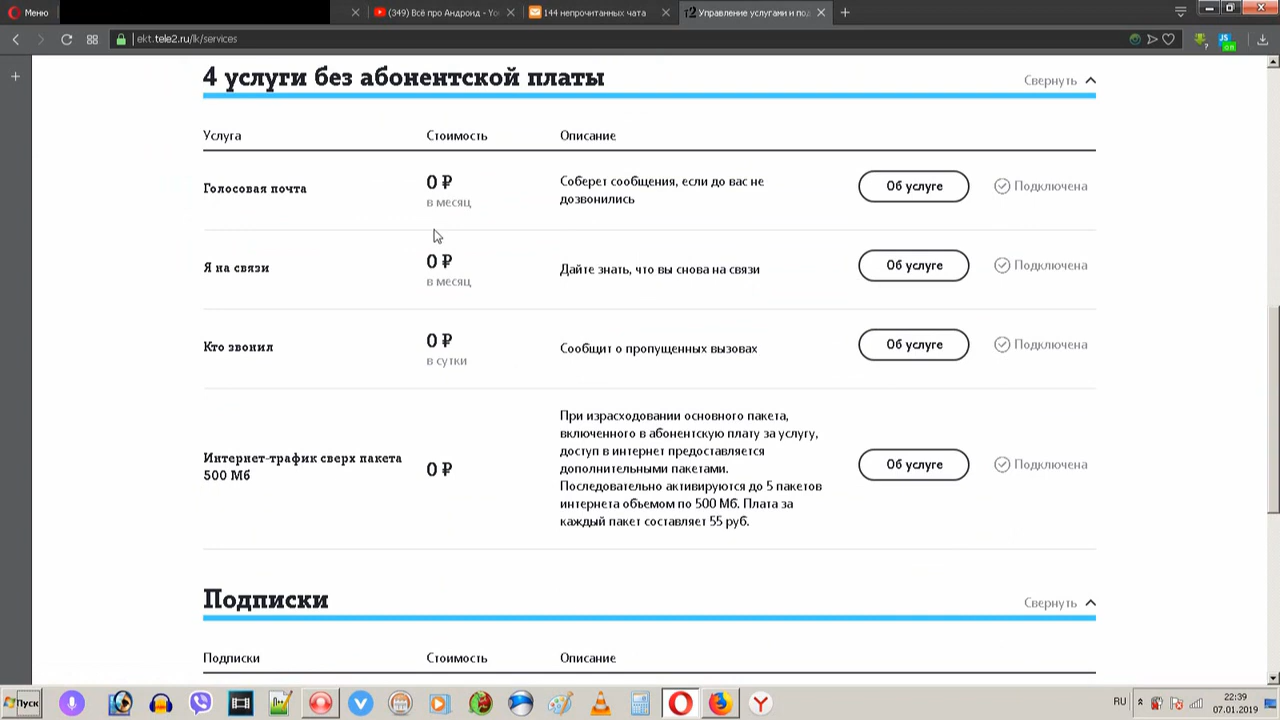 Меню
(349) Всё про Андроид - You
144 непрочитанных чата
Управление услугами и под
ekt.tele2.ru/lk/services
4 услуги без абонентской платы
Свернуть
Услуга Стоимость Описание
Голосовая почта
0 ₽
в месяц
Соберет сообщения, если до вас не
дозвонились
Об услуге
Подключена
Я на связи
0 ₽
в месяц
Дайте знать, что вы снова на связи
Об услуге
Подключена
Кто звонил
0 ₽
в сутки
Сообщит о пропущенных вызовах
Об услуге
Подключена
Интернет-трафик сверх пакета
500 Мб
0 ₽
При израсходовании основного пакета,
включенного в абонентскую плату за услугу,
доступ в интернет предоставляется
дополнительными пакетами.
Последовательно активируются до 5 пакетов
интернета объемом по 500 Мб. Плата за
каждый пакет составляет 55 руб.
Об услуге
Подключена
Подписки
Свернуть
Подписки Стоимость Описание
Пуск
RU
22:39
07.01.2019